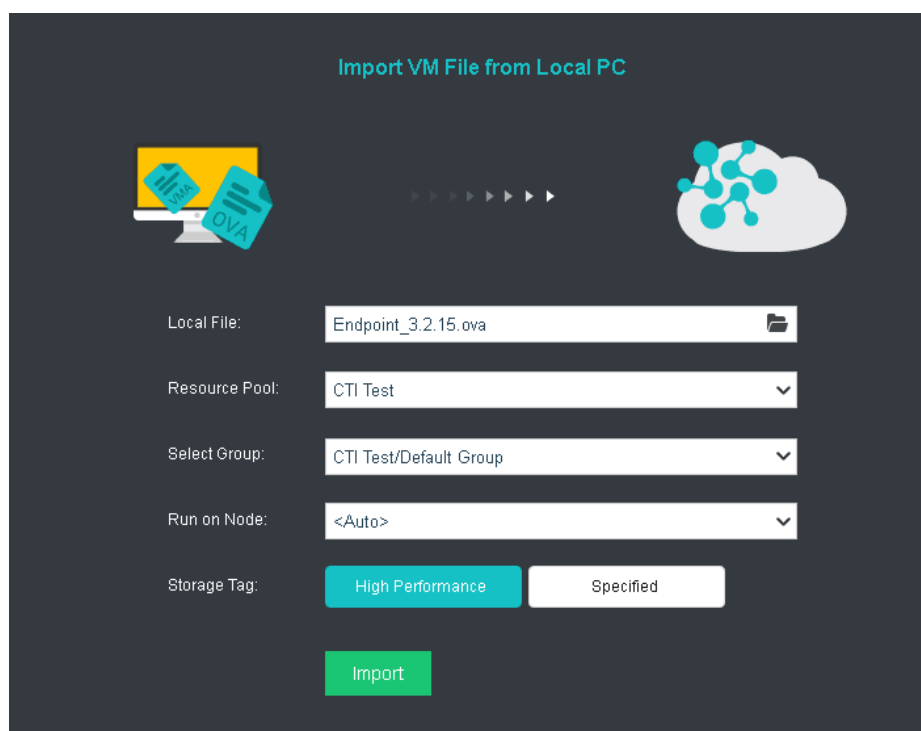 Import VM File from Local PC
VMA
OVA
Local File:
Endpoint_3.2.15.ova
Resource Pool:
CTI Test
Select Group:
CTI Test/Default Group
Run on Node:
<Auto>
Storage Tag:
High Performance
Specified
Import